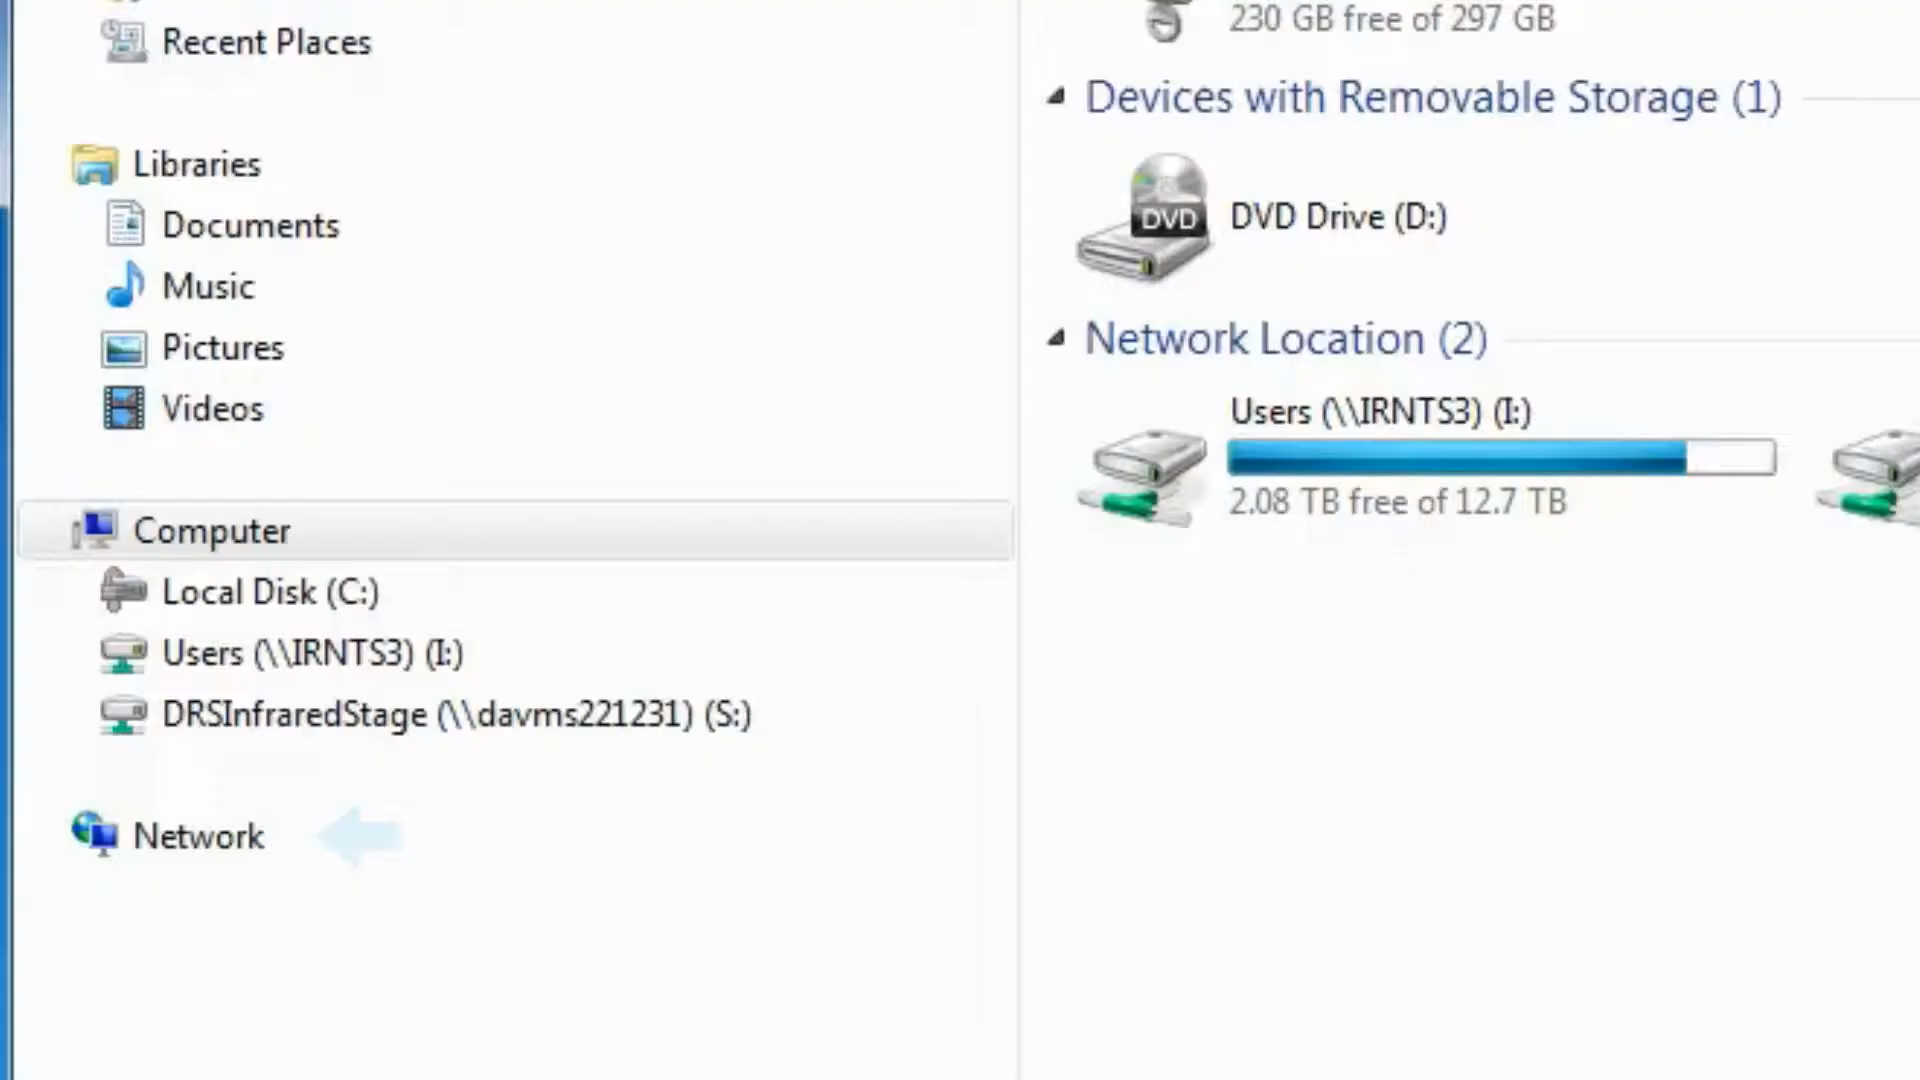 Recent Places
Libraries
Documents
Music
Pictures
Videos
Computer
Local Disk (C:)
Users (\\IRNTS3) (I:)
DRSInfraredStage (\\davms221231) (S:)
Network
230 GB free of 297 GB
Devices with Removable Storage (1)
DVD
DVD Drive (D:)
Network Location (2)
Users (\\IRNTS3) (I:)
2.08 TB free of 12.7 TB